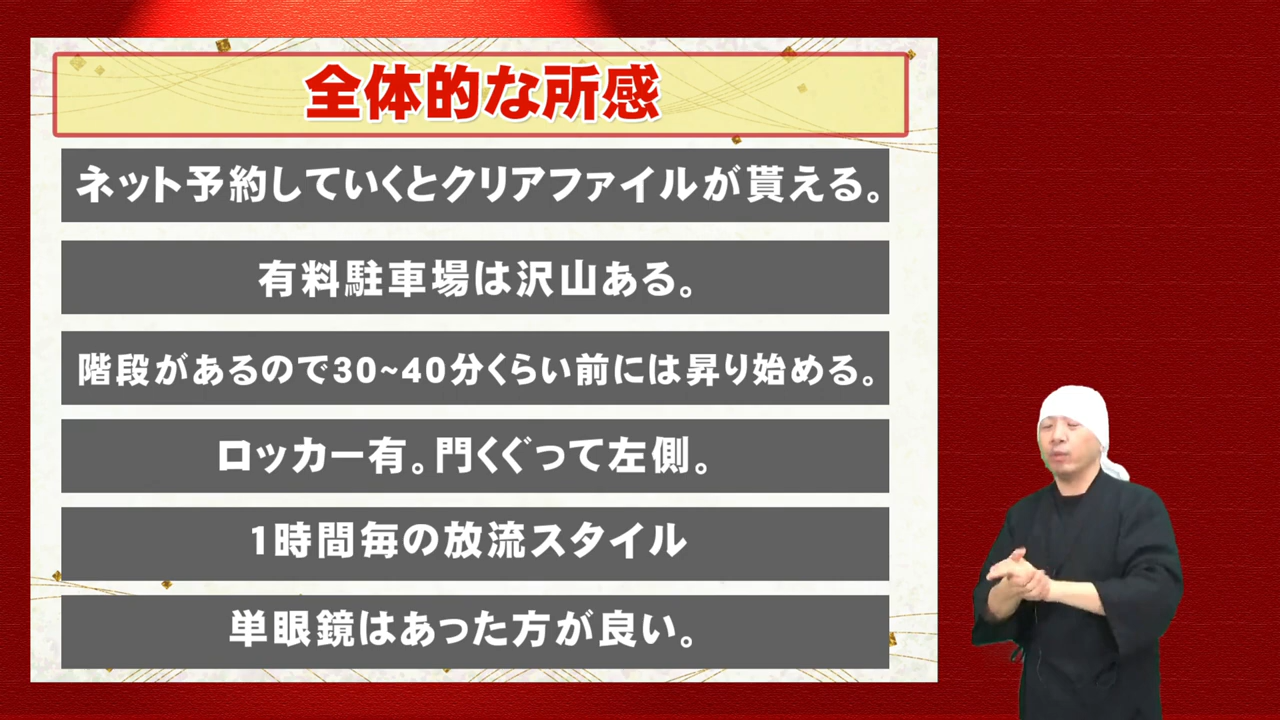 全体的な所感
ネット予約していくとクリアファイルが貰える。
有料駐車場は沢山ある。
階段があるので30~40分くらい前には昇り始める。
ロッカー有。門くぐって左側。
1時間毎の放流スタイル
単眼鏡はあった方が良い。